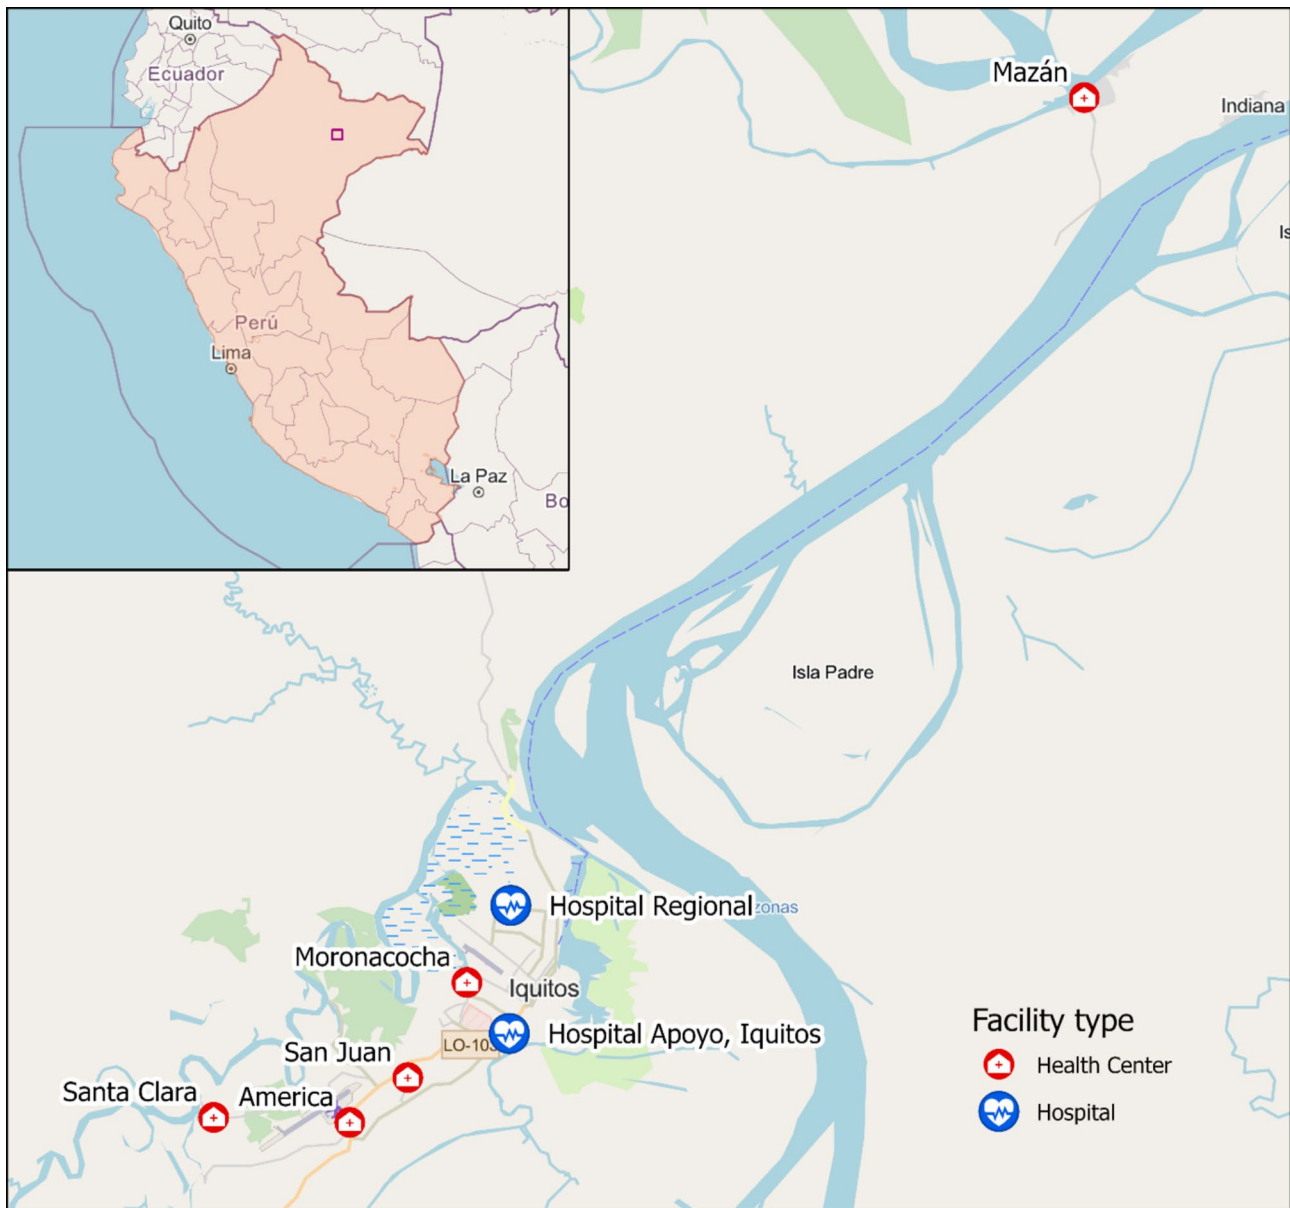 Quito
Ecuador
Perú
Lima
La Paz
Bo
Mazán
Indiana
Is
Isla Padre
Hospital Regional
zonas
Moronacocha
Iquitos
Hospital Apoyo, Iquitos
LO-103
San Juan
Santa Clara
America
Facility type
Health Center
Hospital